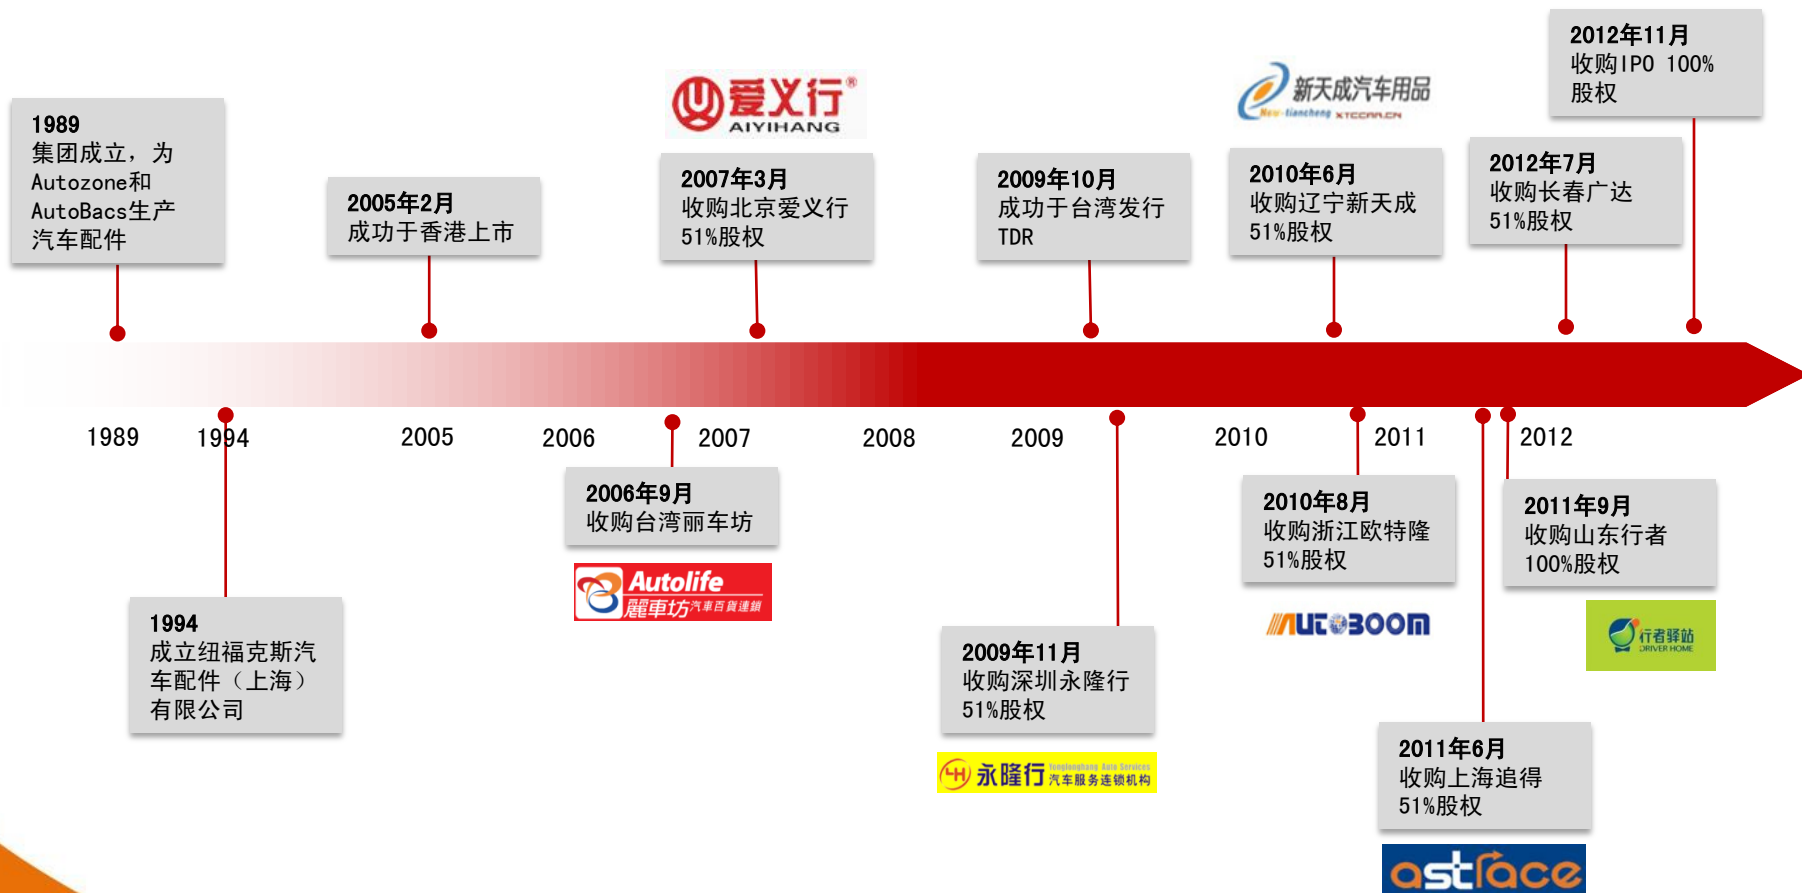 2012年11月
收购IPO 100%
股权
爱义行®
AIYIHANG
新天成汽车用品
New-tiancheng XTCCAR.CN
1989
集团成立，为
Autozone和
AutoBacs生产
汽车配件
2005年2月
成功于香港上市
2007年3月
收购北京爱义行
51%股权
2009年10月
成功于台湾发行
TDR
2010年6月
收购辽宁新天成
51%股权
2012年7月
收购长春广达
51%股权
1989
1994
2005
2006
2007
2008
2009
2010
2011
2012
1994
成立纽福克斯汽
车配件（上海）
有限公司
2006年9月
收购台湾丽车坊
Autolife
麗車坊汽車百貨連鎖
2009年11月
收购深圳永隆行
51%股权
永隆行
Yonglonghang Auto Services
汽车服务连锁机构
2010年8月
收购浙江欧特隆
51%股权
AUTOBOOM
2011年9月
收购山东行者
100%股权
行者驿站
DRIVER HOME
2011年6月
收购上海追得
51%股权
astrace